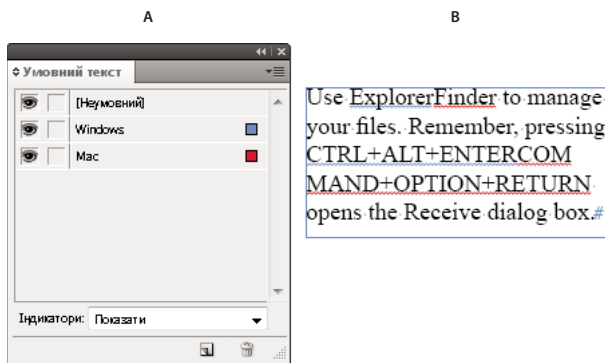 A
B
Умовний текст
[Неумовний]
Windows
Mac
Індикатори: Показати
Use ExplorerFinder to manage
your files. Remember, pressing
CTRL+ALT+ENTERCOM
MAND+OPTION+RETURN
opens the Receive dialog box.#